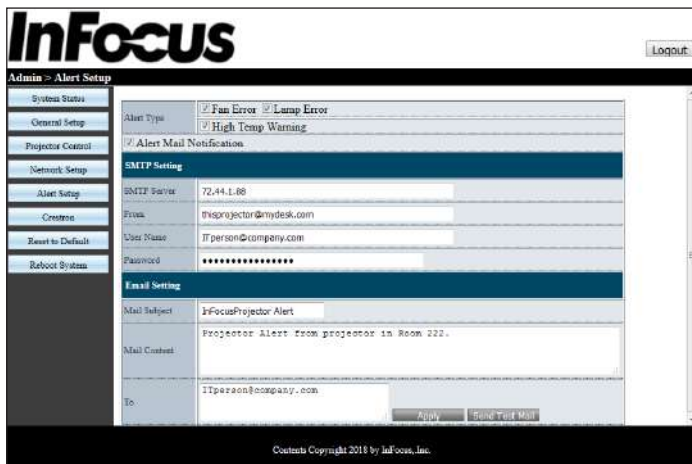 InFocus
Logout
Admin > Alert Setup
System Status
General Setup
Projector Control
Network Setup
Alert Setup
Crestron
Reset to Default
Reboot System
Alert Type
Fan Error Lamp Error
High Temp Warning
Alert Mail Notification
SMTP Setting
SMTP Server 72.44.1.88
From thisprojector@mydesk.com
User Name ITperson@company.com
Password ••••••••••••••••
Email Setting
Mail Subject InFocusProjector Alert
Mail Content Projector Alert from projector in Room 222.
To ITperson@company.com
Apply Send Test Mail
Contents Copyright 2018 by InFocus, Inc.